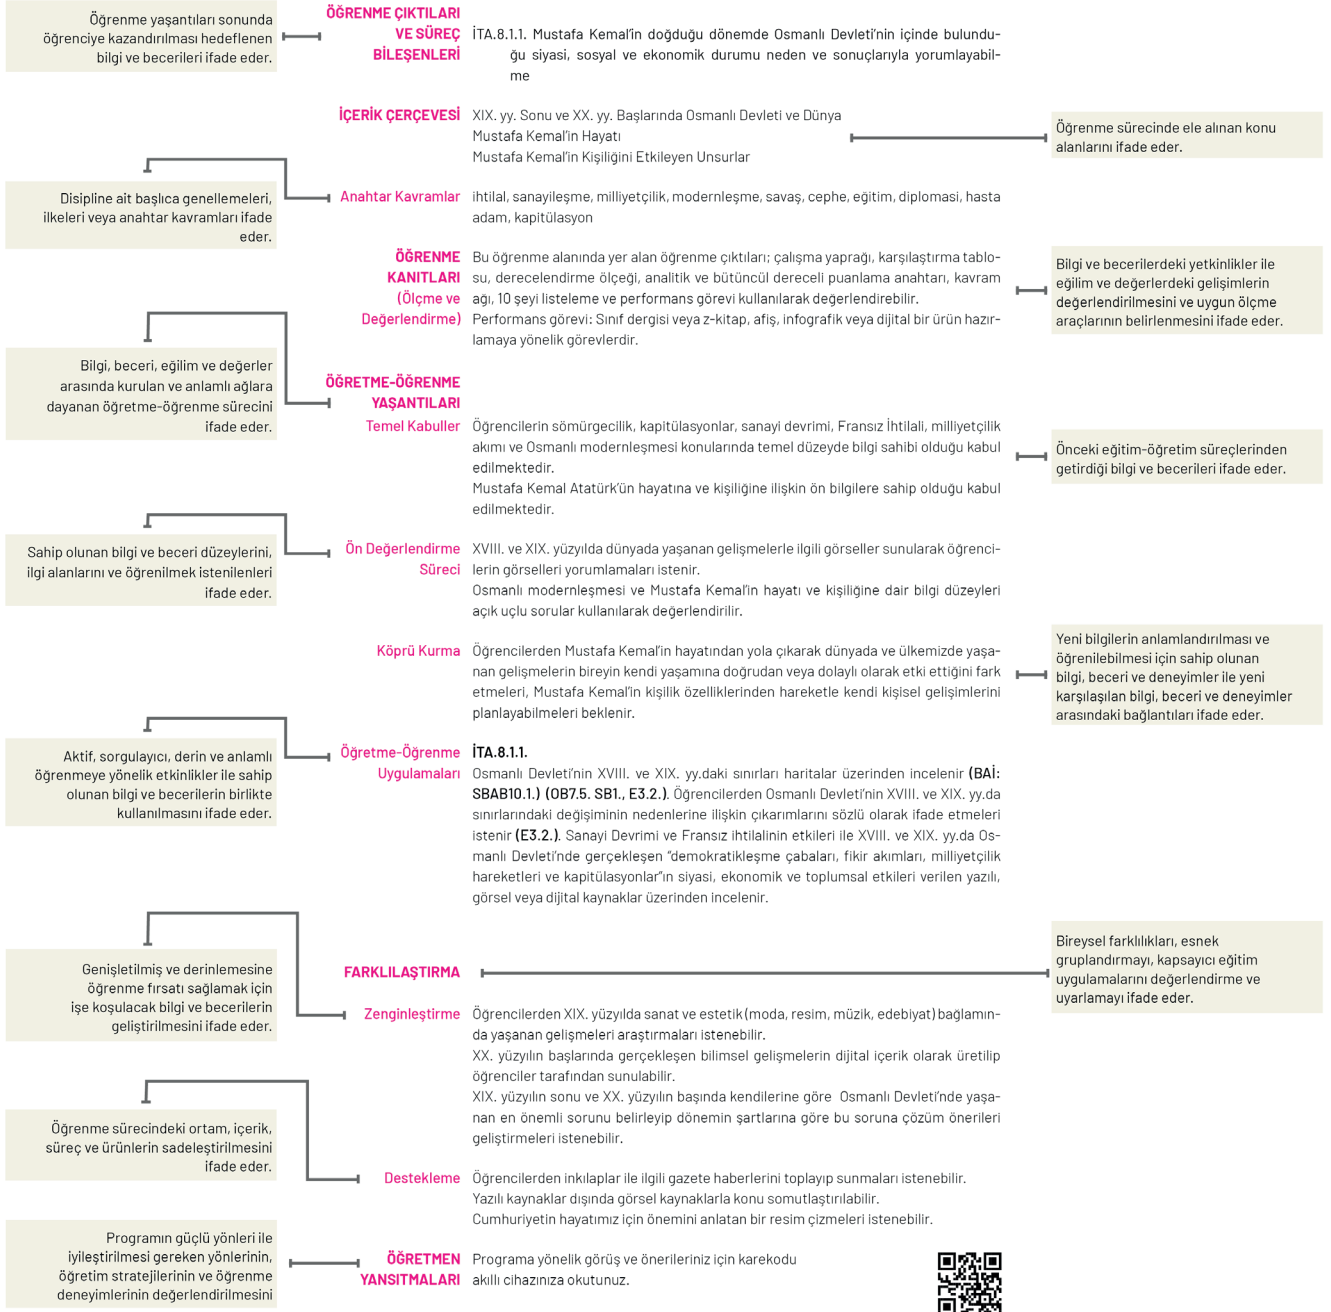 Öğrenme yaşantıları sonunda
öğrenciye kazandırılması hedeflenen
bilgi ve becerileri ifade eder.
ÖĞRENME ÇIKTILARI
VE SÜREÇ
BİLEŞENLERİ
İTA.8.1.1. Mustafa Kemal’in doğduğu dönemde Osmanlı Devleti’nin içinde bulundu-
ğu siyasi, sosyal ve ekonomik durumu neden ve sonuçlarıyla yorumlayabil-
me
İÇERİK ÇERÇEVESİ
XIX. yy. Sonu ve XX. yy. Başlarında Osmanlı Devleti ve Dünya
Mustafa Kemal’in Hayatı
Mustafa Kemal’in Kişiliğini Etkileyen Unsurlar
Öğrenme sürecinde ele alınan konu
alanlarını ifade eder.
Disipline ait başlıca genellemeleri,
ilkeleri veya anahtar kavramları ifade
eder.
Anahtar Kavramlar
ihtilal, sanayileşme, milliyetçilik, modernleşme, savaş, cephe, eğitim, diplomasi, hasta
adam, kapitülasyon
ÖĞRENME
KANITLARI
(Ölçme ve
Değerlendirme)
Bu öğrenme alanında yer alan öğrenme çıktıları; çalışma yaprağı, karşılaştırma tablo-
su, derecelendirme ölçeği, analitik ve bütüncül dereceli puanlama anahtarı, kavram
ağı, 10 şeyi listeleme ve performans görevi kullanılarak değerlendirebilir.
Performans görevi: Sınıf dergisi veya z-kitap, afiş, infografik veya dijital bir ürün hazır-
lamaya yönelik görevlerdir.
Bilgi ve becerilerdeki yetkinlikler ile
eğilim ve değerlerdeki gelişimlerin
değerlendirilmesini ve uygun ölçme
araçlarının belirlenmesini ifade eder.
Bilgi, beceri, eğilim ve değerler
arasında kurulan ve anlamlı ağlara
dayanan öğretme-öğrenme sürecini
ifade eder.
ÖĞRETME-ÖĞRENME
YAŞANTILARI
Temel Kabuller
Öğrencilerin sömürgecilik, kapitülasyonlar, sanayi devrimi, Fransız İhtilali, milliyetçilik
akımı ve Osmanlı modernleşmesi konularında temel düzeyde bilgi sahibi olduğu kabul
edilmektedir.
Mustafa Kemal Atatürk’ün hayatına ve kişiliğine ilişkin ön bilgilere sahip olduğu kabul
edilmektedir.
Önceki eğitim-öğretim süreçlerinden
getirdiği bilgi ve becerileri ifade eder.
Sahip olunan bilgi ve beceri düzeylerini,
ilgi alanlarını ve öğrenilmek istenilenleri
ifade eder.
Ön Değerlendirme
Süreci
XVIII. ve XIX. yüzyılda dünyada yaşanan gelişmelerle ilgili görseller sunularak öğrenci-
lerin görselleri yorumlamaları istenir.
Osmanlı modernleşmesi ve Mustafa Kemal’in hayatı ve kişiliğine dair bilgi düzeyleri
açık uçlu sorular kullanılarak değerlendirilir.
Köprü Kurma
Öğrencilerden Mustafa Kemal’in hayatından yola çıkarak dünyada ve ülkemizde yaşa-
nan gelişmelerin bireyin kendi yaşamına doğrudan veya dolaylı olarak etki ettiğini fark
etmeleri, Mustafa Kemal’in kişilik özelliklerinden hareketle kendi kişisel gelişimlerini
planlayabilmeleri beklenir.
Yeni bilgilerin anlamlandırılması ve
öğrenilebilmesi için sahip olunan
bilgi, beceri ve deneyimler ile yeni
karşılaşılan bilgi, beceri ve deneyimler
arasındaki bağlantıları ifade eder.
Aktif, sorgulayıcı, derin ve anlamlı
öğrenmeye yönelik etkinlikler ile sahip
olunan bilgi ve becerilerin birlikte
kullanılmasını ifade eder.
Öğretme-Öğrenme
Uygulamaları
İTA.8.1.1.
Osmanlı Devleti’nin XVIII. ve XIX. yy.daki sınırları haritalar üzerinden incelenir (BAİ:
SBAB10.1.) (OB7.5. SB1., E3.2.). Öğrencilerden Osmanlı Devleti’nin XVIII. ve XIX. yy.da
sınırlarındaki değişiminin nedenlerine ilişkin çıkarımlarını sözlü olarak ifade etmeleri
istenir (E3.2.). Sanayi Devrimi ve Fransız ihtilalinin etkileri ile XVIII. ve XIX. yy.da Os-
manlı Devleti’nde gerçekleşen “demokratikleşme çabaları, fikir akımları, milliyetçilik
hareketleri ve kapitülasyonlar”ın siyasi, ekonomik ve toplumsal etkileri verilen yazılı,
görsel veya dijital kaynaklar üzerinden incelenir.
Genişletilmiş ve derinlemesine
öğrenme fırsatı sağlamak için
işe koşulacak bilgi ve becerilerin
geliştirilmesini ifade eder.
FARKLILAŞTIRMA
Bireysel farklılıkları, esnek
gruplandırmayı, kapsayıcı eğitim
uygulamalarını değerlendirme ve
uyarlamayı ifade eder.
Zenginleştirme
Öğrencilerden XIX. yüzyılda sanat ve estetik (moda, resim, müzik, edebiyat) bağlamın-
da yaşanan gelişmeleri araştırmaları istenebilir.
XX. yüzyılın başlarında gerçekleşen bilimsel gelişmelerin dijital içerik olarak üretilip
öğrenciler tarafından sunulabilir.
XIX. yüzyılın sonu ve XX. yüzyılın başında kendilerine göre Osmanlı Devleti’nde yaşa-
nan en önemli sorunu belirleyip dönemin şartlarına göre bu soruna çözüm önerileri
geliştirmeleri istenebilir.
Öğrenme sürecindeki ortam, içerik,
süreç ve ürünlerin sadeleştirilmesini
ifade eder.
Destekleme
Öğrencilerden inkılaplar ile ilgili gazete haberlerini toplayıp sunmaları istenebilir.
Yazılı kaynaklar dışında görsel kaynaklarla konu somutlaştırılabilir.
Cumhuriyetin hayatımız için önemini anlatan bir resim çizmeleri istenebilir.
Programın güçlü yönleri ile
iyileştirilmesi gereken yönlerinin,
öğretim stratejilerinin ve öğrenme
deneyimlerinin değerlendirilmesini
ÖĞRETMEN
YANSITMALARI
Programa yönelik görüş ve önerileriniz için karekodu
akıllı cihazınıza okutunuz.